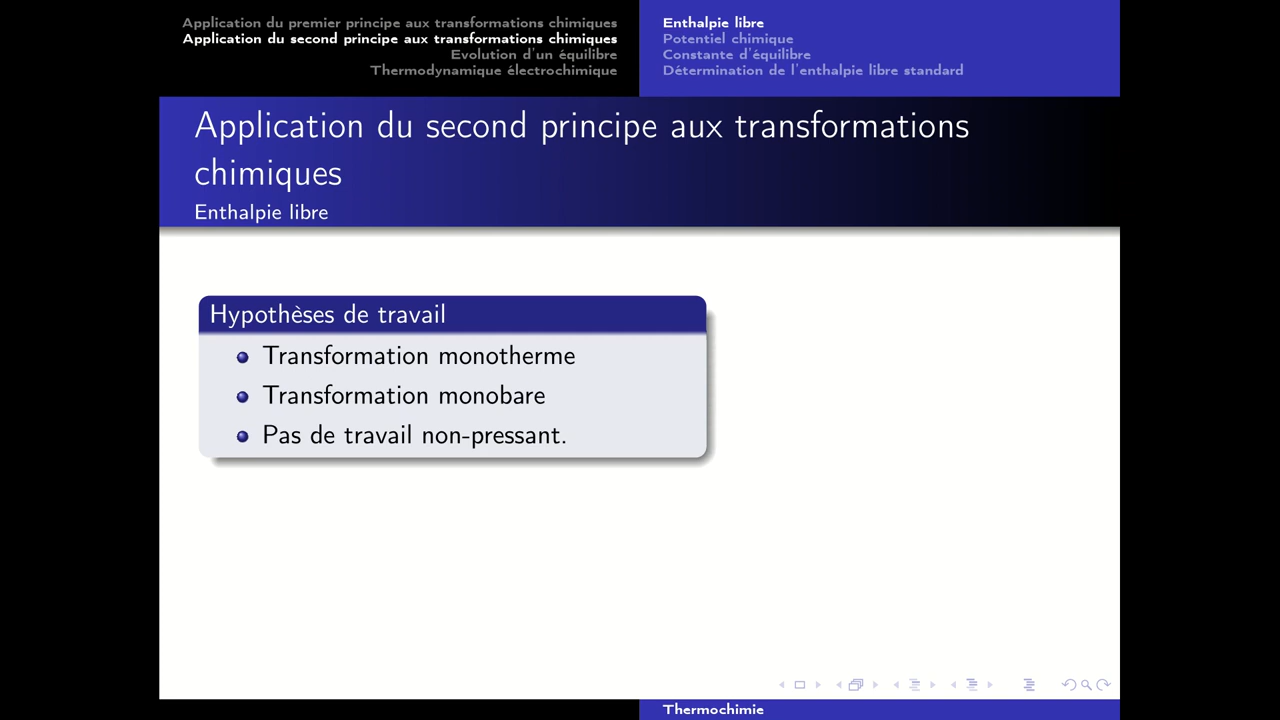 Application du premier principe aux transformations chimiques
Application du second principe aux transformations chimiques
Evolution d'un équilibre
Thermodynamique électrochimique
Enthalpie libre
Potentiel chimique
Constante d'équilibre
Détermination de l'enthalpie libre standard
Application du second principe aux transformations
chimiques
Enthalpie libre
Hypothèses de travail
Transformation monotherme
Transformation monobare
Pas de travail non-pressant.
Thermochimie